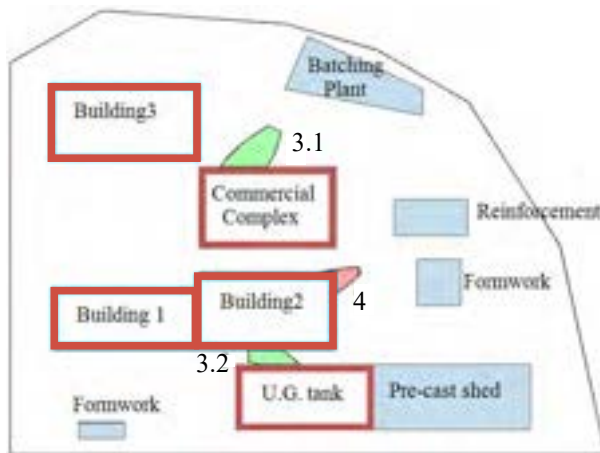 Batching
Plant
Building3
3.1
Commercial
Complex
Reinforcement
Formwork
Building 1
Building2
4
3.2
U.G. tank
Pre-cast shed
Formwork